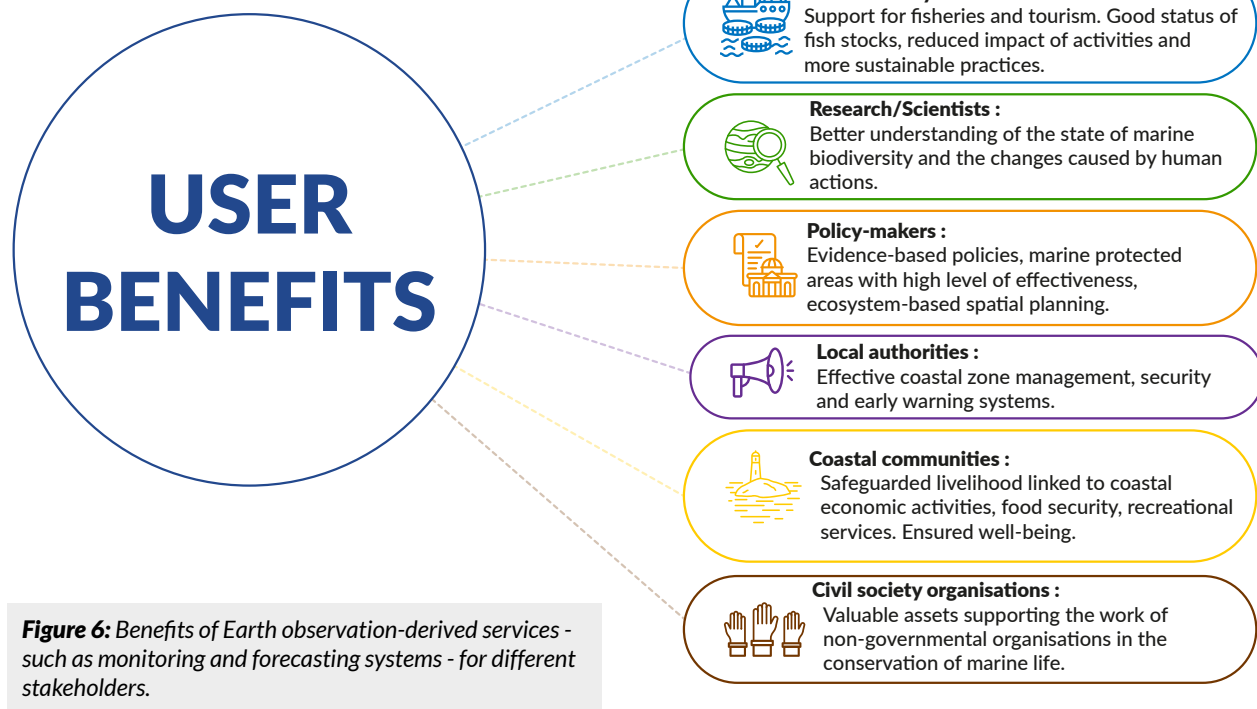 USER
BENEFITS
Support for fisheries and tourism. Good status of
fish stocks, reduced impact of activities and
more sustainable practices.
Research/Scientists :
Better understanding of the state of marine
biodiversity and the changes caused by human
actions.
Policy-makers :
Evidence-based policies, marine protected
areas with high level of effectiveness,
ecosystem-based spatial planning.
Local authorities :
Effective coastal zone management, security
and early warning systems.
Coastal communities :
Safeguarded livelihood linked to coastal
economic activities, food security, recreational
services. Ensured well-being.
Civil society organisations :
Valuable assets supporting the work of
non-governmental organisations in the
conservation of marine life.
Figure 6: Benefits of Earth observation-derived services -
such as monitoring and forecasting systems - for different
stakeholders.